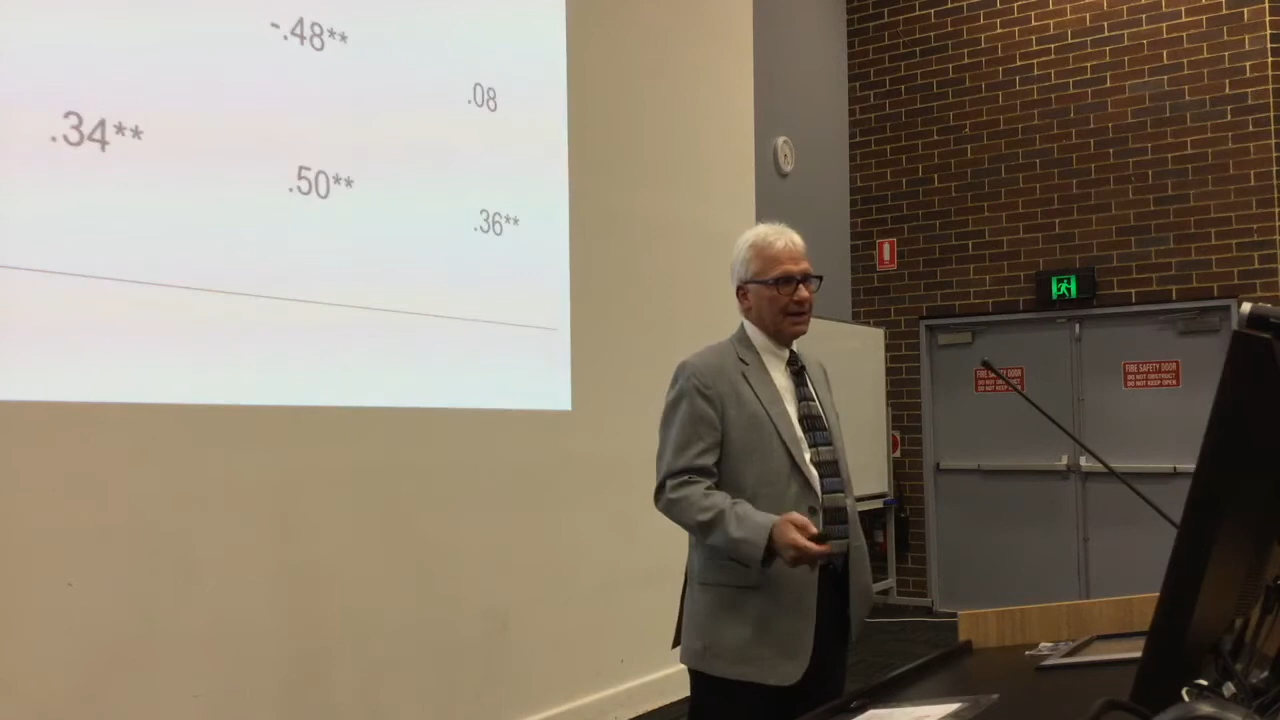 -.48**
.08
.34**
.50**
.36**
FIRE SAFETY DOOR
DO NOT OBSTRUCT
DO NOT KEEP OPEN
FIRE SAFETY DOOR
DO NOT OBSTRUCT
DO NOT KEEP OPEN